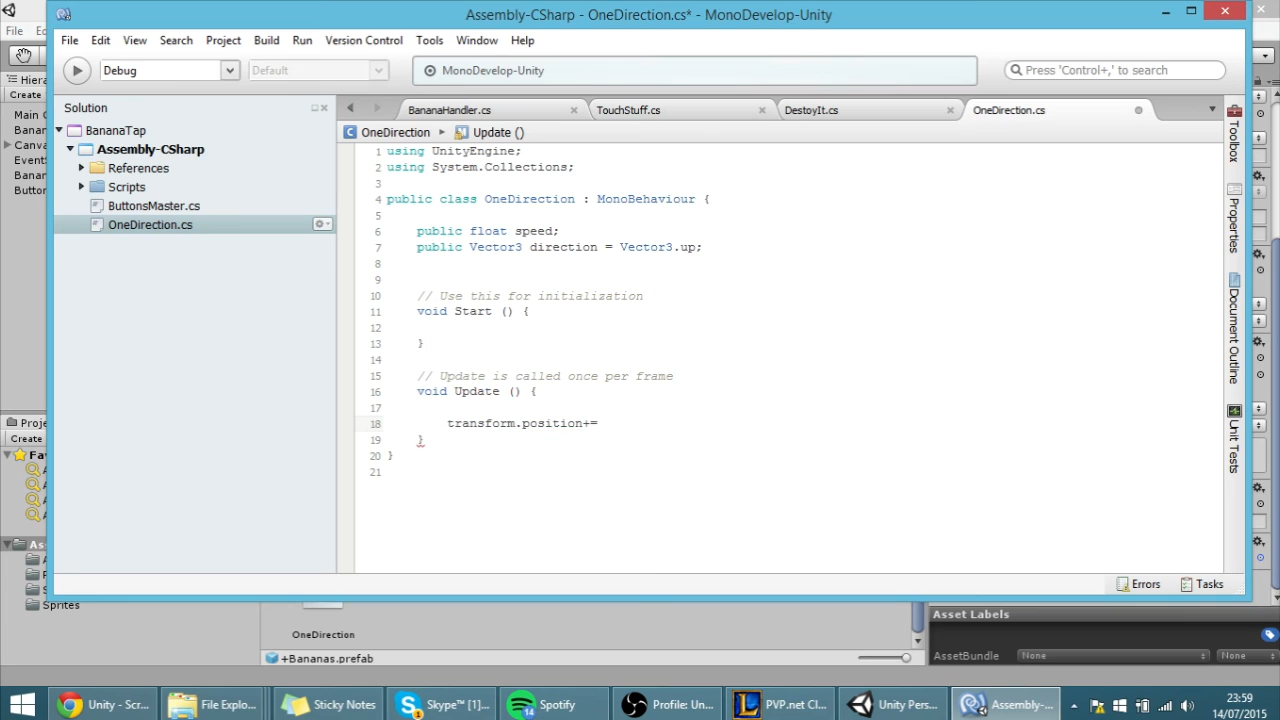 Assembly-CSharp - OneDirection.cs* - MonoDevelop-Unity
File Edit View Search Project Build Run Version Control Tools Window Help
Debug
Default
MonoDevelop-Unity
Press 'Control+,' to search
Solution
BananaTap
Assembly-CSharp
References
Scripts
ButtonsMaster.cs
OneDirection.cs
BananaHandler.cs
TouchStuff.cs
DestoyIt.cs
OneDirection.cs
OneDirection
Update ()
1 using UnityEngine;
2 using System.Collections;
3
4 public class OneDirection : MonoBehaviour {
5
6 public float speed;
7 public Vector3 direction = Vector3.up;
8
9
10 // Use this for initialization
11 void Start () {
12
13 }
14
15 // Update is called once per frame
16 void Update () {
17
18 transform.position+=
19 }
20 }
21
Toolbox
Properties
Document Outline
Unit Tests
Errors
Tasks
File
Hiera
Create
Main C
Banan
Canva
Event
Banan
Button
Proje
Create
Fav
Ass
Sprites
OneDirection
+Bananas.prefab
Asset Labels
AssetBundle
None
None
Unity - Scr...
File Explo...
Sticky Notes
Skype™ [1]...
Spotify
14
Profile: Un...
PVP.net Cl...
Unity Pers...
Assembly-...
23:59
14/07/2015